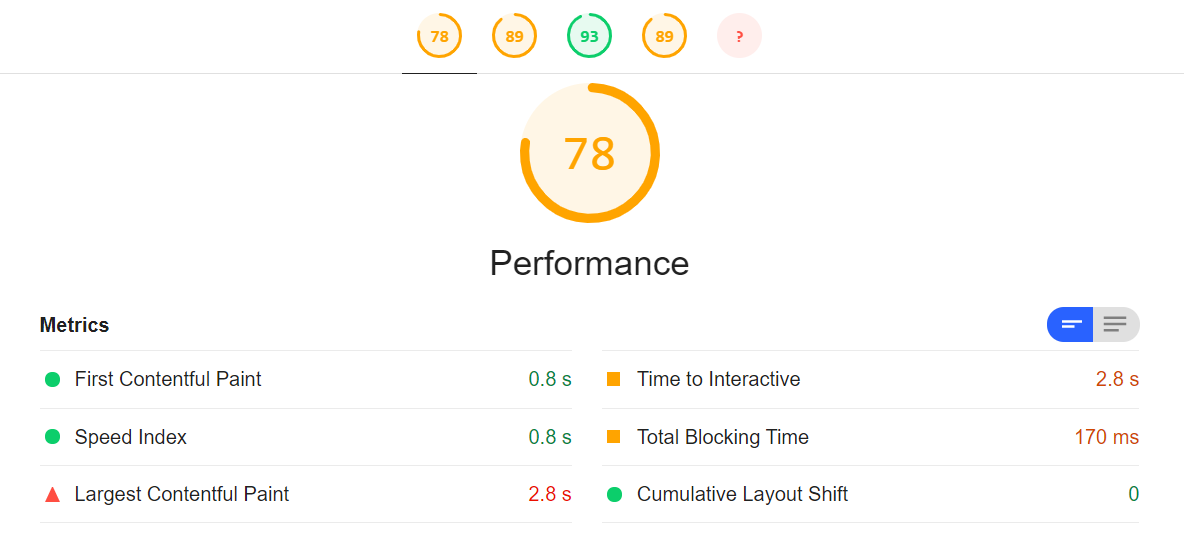 78 89 93 89 ?
78
Performance
Metrics
First Contentful Paint 0.8 s
Time to Interactive 2.8 s
Speed Index 0.8 s
Total Blocking Time 170 ms
Largest Contentful Paint 2.8 s
Cumulative Layout Shift 0